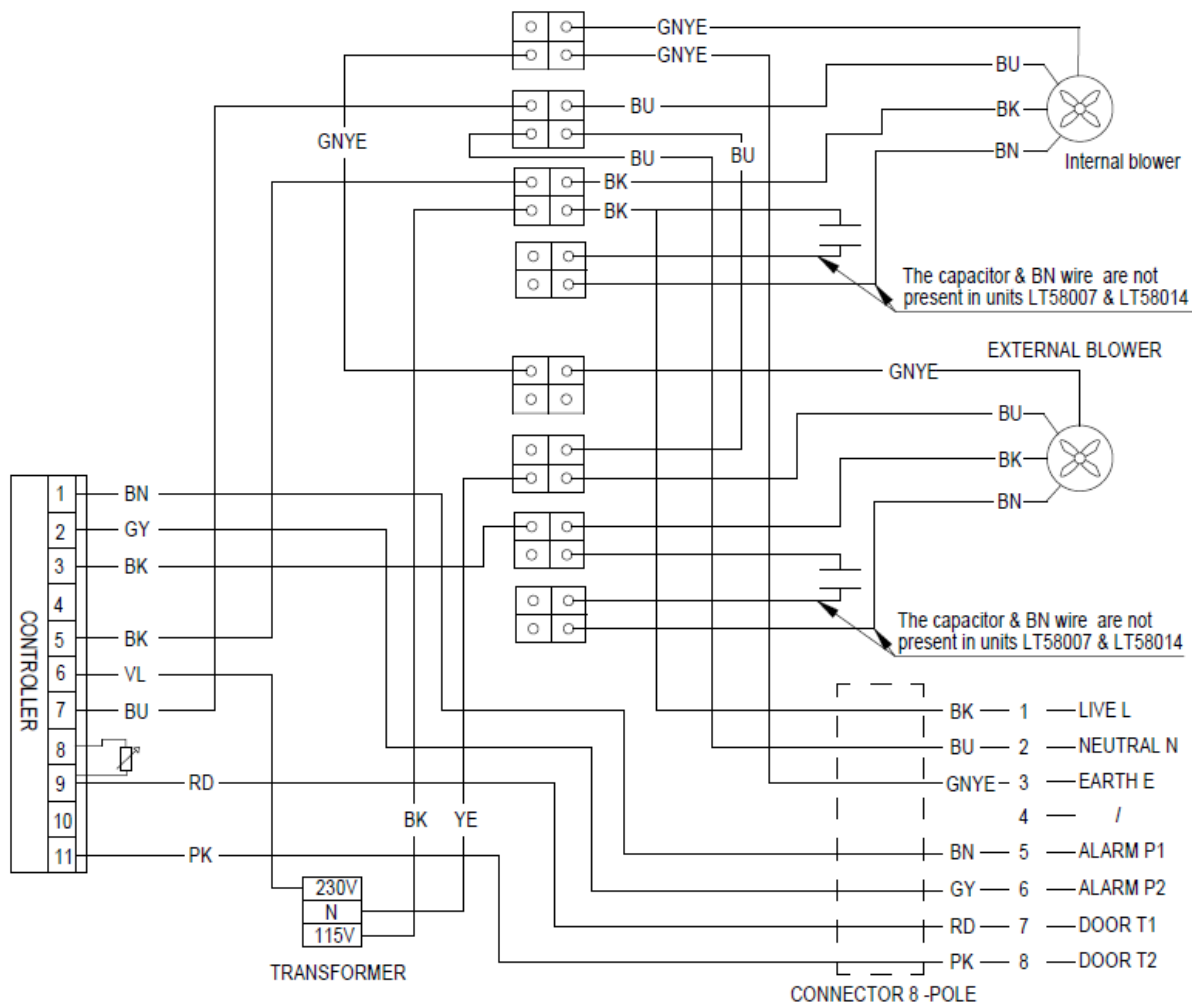 GNYE
GNYE
BU
BU
BK
GNYE
BU
BU
BN
Internal blower
BK
BK
The capacitor & BN wire are not
present in units LT58007 & LT58014
EXTERNAL BLOWER
GNYE
BU
BK
BN
The capacitor & BN wire are not
present in units LT58007 & LT58014
CONTROLLER
1 BN
2 GY
3 BK
4
5 BK
6 VL
7 BU
8
9 RD
10
11 PK
BK YE
230V
N
115V
TRANSFORMER
BK 1 LIVE L
BU 2 NEUTRAL N
GNYE 3 EARTH E
4 /
BN 5 ALARM P1
GY 6 ALARM P2
RD 7 DOOR T1
PK 8 DOOR T2
CONNECTOR 8 -POLE